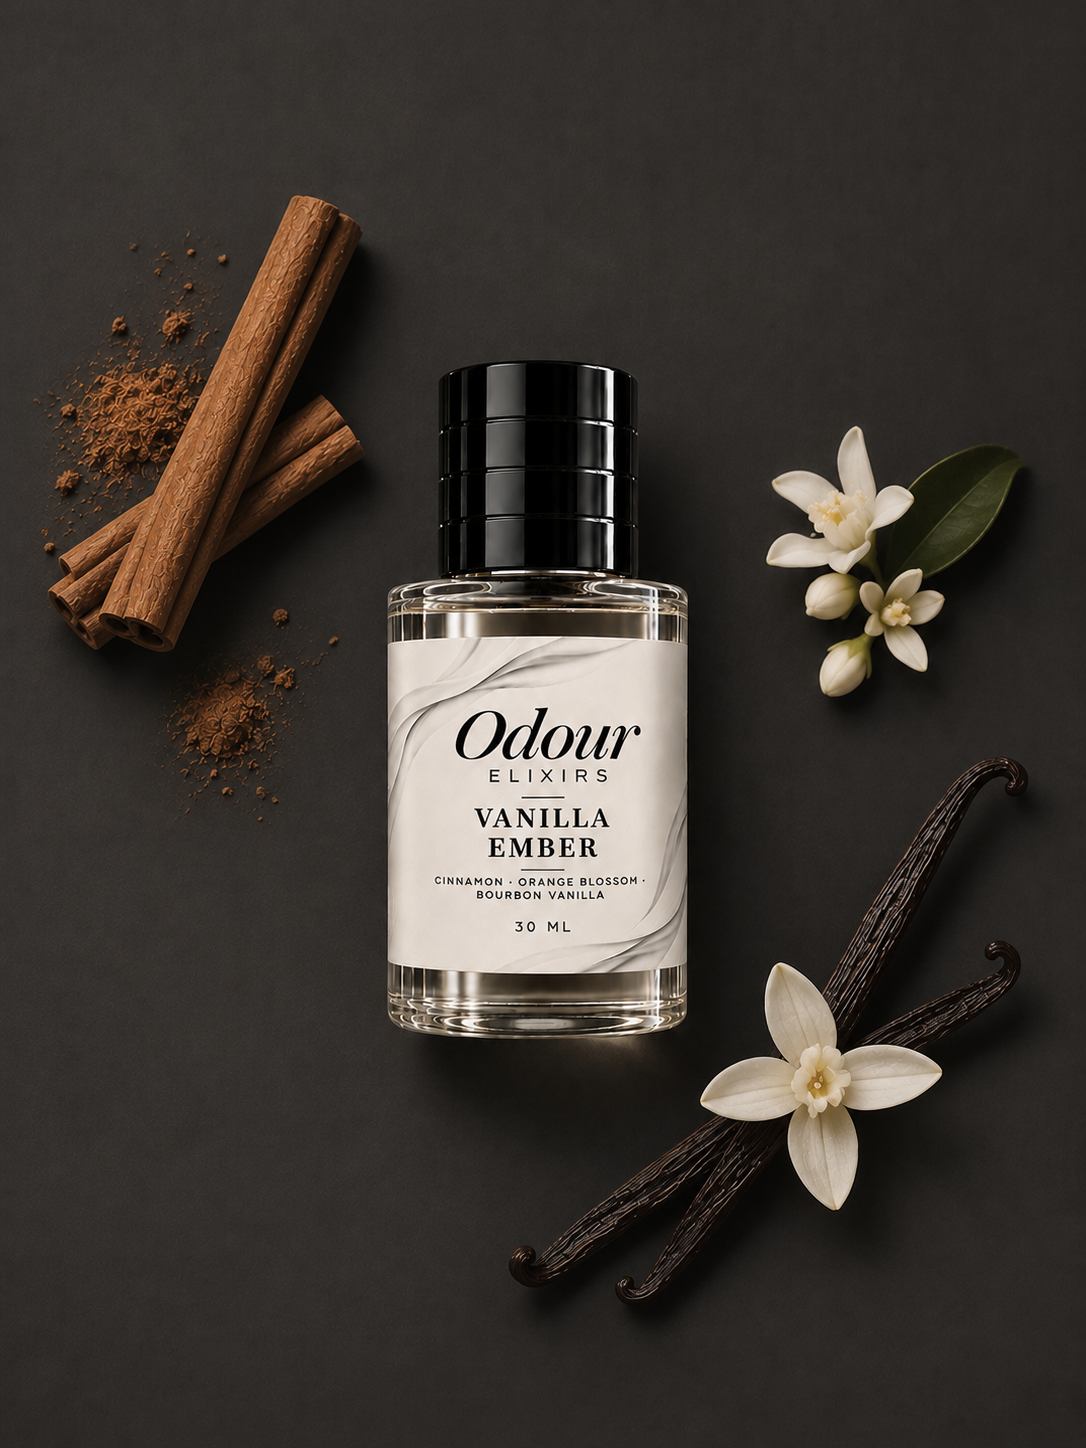 Odour
ELIXIRS
VANILLA
EMBER
CINNAMON · ORANGE BLOSSOM ·
BOURBON VANILLA
30 ML